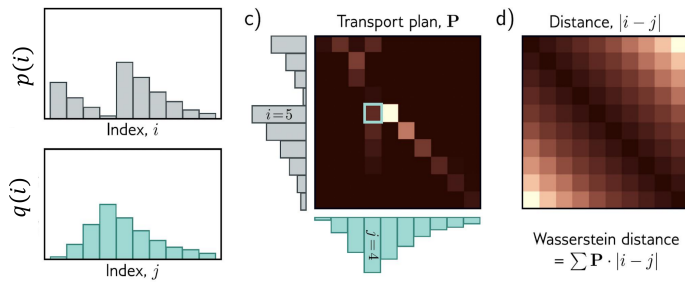 p(i)
Index, i
q(i)
Index, j
c)
Transport plan, P
i=5
j=4
d)
Distance, |i − j|
Wasserstein distance
= ∑ P · |i − j|